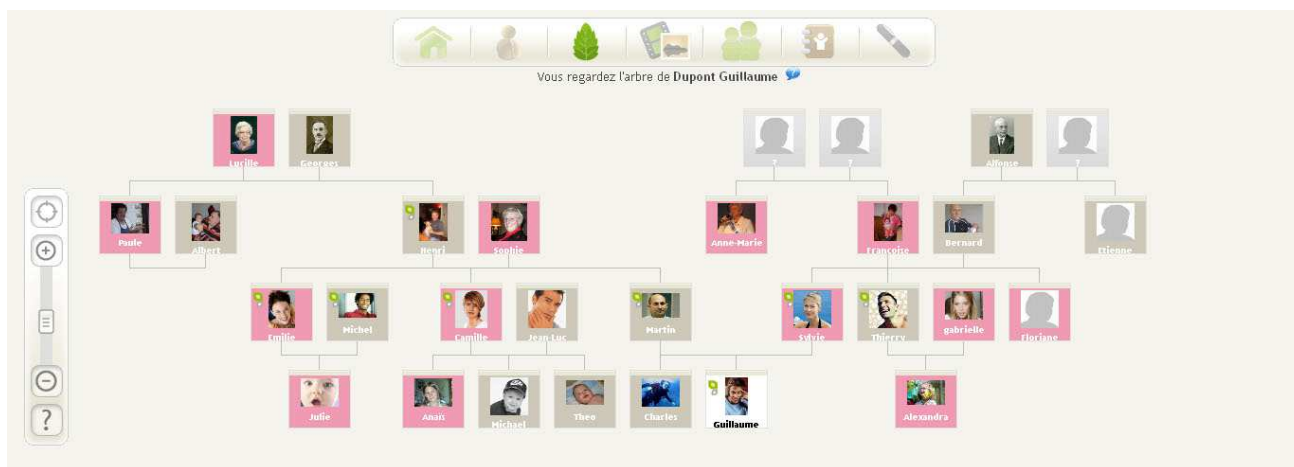 Vous regardez l'arbre de Dupont Guillaume
Lucille Georges ? ? Alfonse ?
Paule Albert Henri Sophie Anne-Marie Francoise Bernard Etienne
Emilie Michel Camille Jean Luc Martin Sylvie Thierry gabrielle Floriane
Julie Anaïs Michael Theo Charles Guillaume Alexandra
?